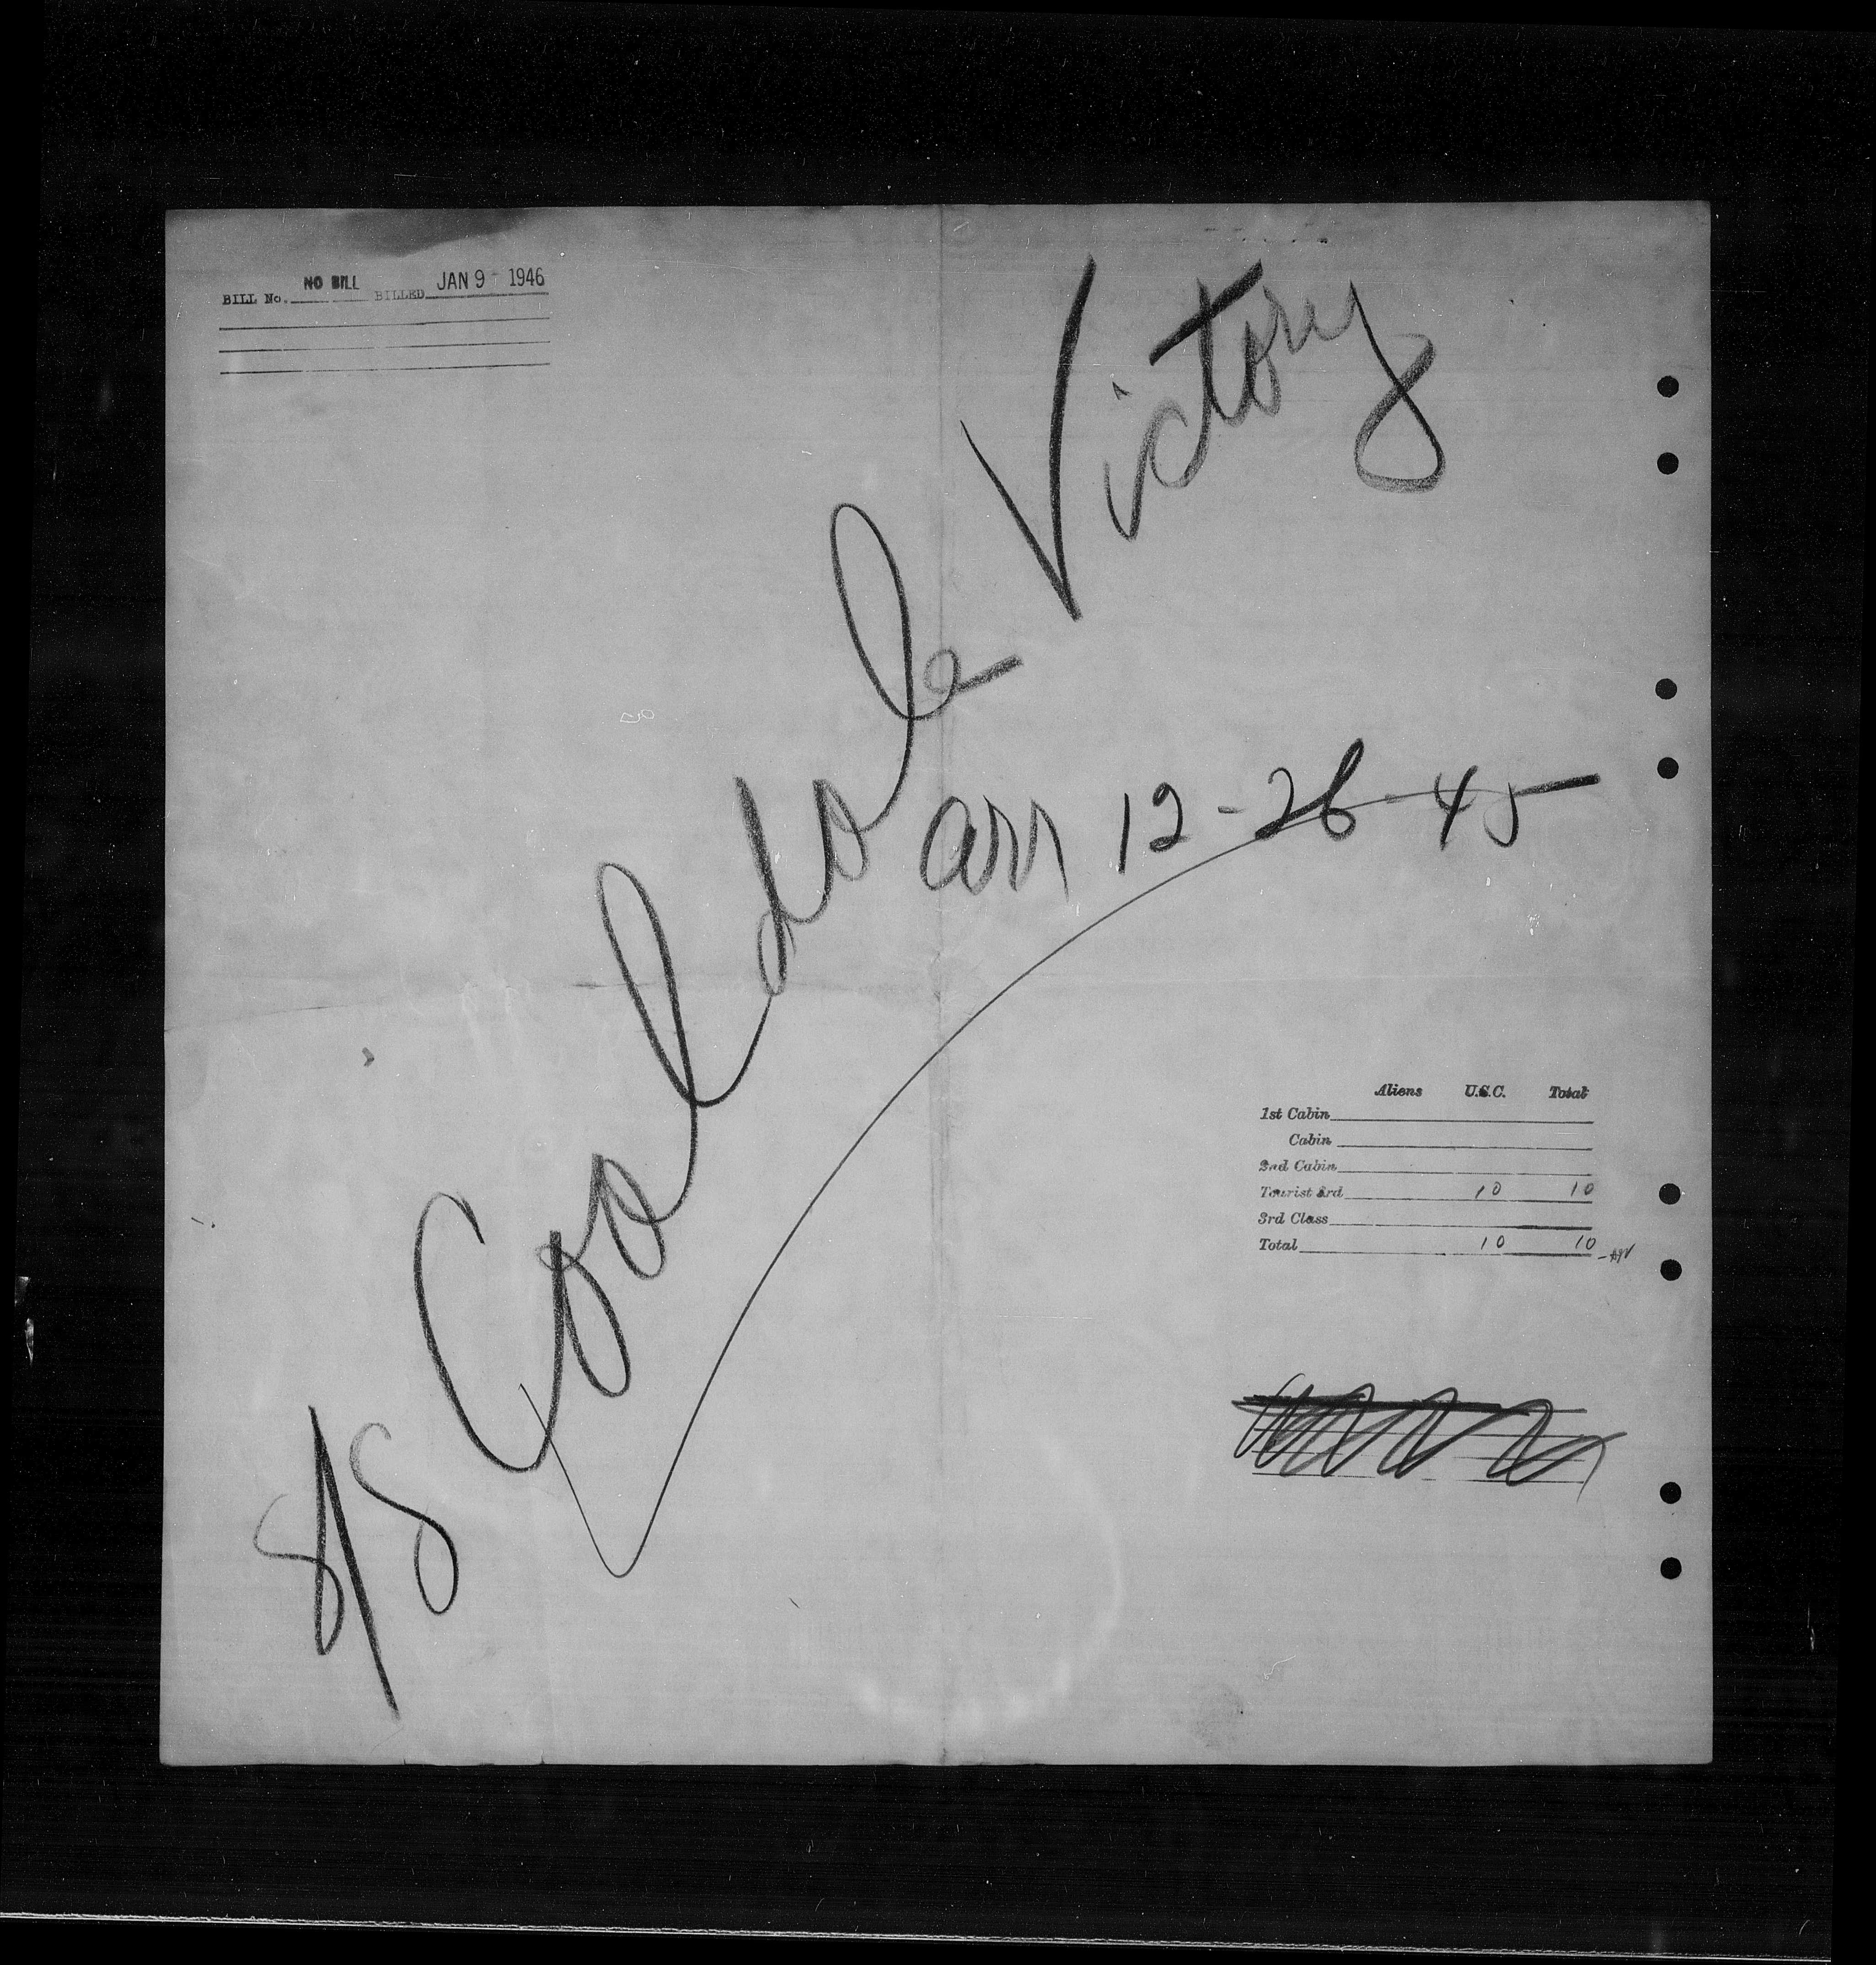 BILL No. NO BILL BILLED JAN 9 - 1946
S/S Coaldale Victory
arr 12-26-45
Aliens U.S.C. Total
1st Cabin
Cabin
2nd Cabin
Tourist 3rd 10 10
3rd Class
Total 10 10